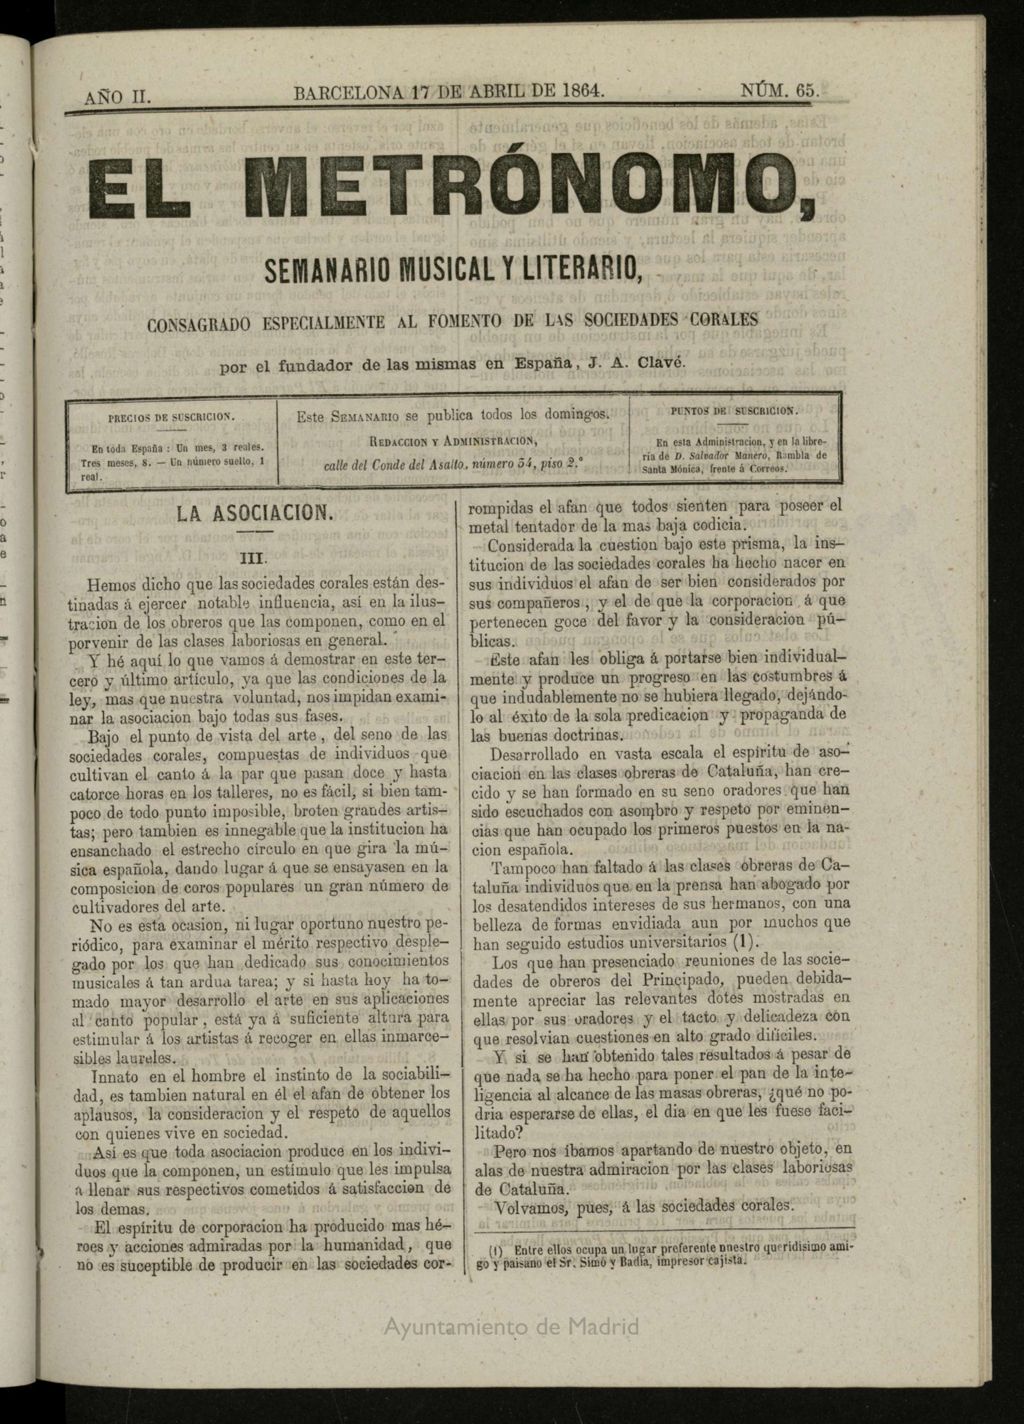 AÑO II.
BARCELONA 17 DE ABRIL DE 1864.
NÚM. 65.
EL METRÓNOMO,
SEMANARIO MUSICAL Y LITERARIO,
CONSAGRADO ESPECIALMENTE AL FOMENTO DE LAS SOCIEDADES CORALES
por el fundador de las mismas en España, J. A. Clavé.
PRECIOS DE SUSCRICION.
En toda España : Un mes, 3 reales.
Tres meses, 8. — Un número suelto, 1
real.
Este SEMANARIO se publica todos los domingos.
REDACCION Y ADMINISTRACION,
calle del Conde del Asalto, número 34, piso 2.º
PUNTOS DE SUSCRICION.
En esta Administracion, y en la libre-
ría de D. Salvador Manero, Rambla de
Santa Mónica, frente á Correos.
LA ASOCIACION.
III.
Hemos dicho que las sociedades corales están des-
tinadas á ejercer notable influencia, así en la ilus-
tracion de los obreros que las componen, como en el
porvenir de las clases laboriosas en general.
Y hé aquí lo que vamos á demostrar en este ter-
cero y último artículo, ya que las condiciones de la
ley, mas que nuestra voluntad, nos impidan exami-
nar la asociacion bajo todas sus fases.
Bajo el punto de vista del arte, del seno de las
sociedades corales, compuestas de individuos que
cultivan el canto á la par que pasan doce y hasta
catorce horas en los talleres, no es fácil, si bien tam-
poco de todo punto imposible, broten grandes artis-
tas; pero tambien es innegable que la institucion ha
ensanchado el estrecho círculo en que gira la mú-
sica española, dando lugar á que se ensayasen en la
composicion de coros populares un gran número de
cultivadores del arte.
No es esta ocasion, ni lugar oportuno nuestro pe-
riódico, para examinar el mérito respectivo desple-
gado por los que han dedicado sus conocimientos
musicales á tan ardua tarea; y si hasta hoy ha to-
mado mayor desarrollo el arte en sus aplicaciones
al canto popular, está ya á suficiente altura para
estimular á los artistas á recoger en ellas inmarce-
sibles laureles.
Innato en el hombre el instinto de la sociabili-
dad, es tambien natural en él el afan de obtener los
aplausos, la consideracion y el respeto de aquellos
con quienes vive en sociedad.
Así es que toda asociacion produce en los indivi-
duos que la componen, un estímulo que les impulsa
a llenar sus respectivos cometidos á satisfaccion de
los demas.
El espíritu de corporacion ha producido mas hé-
roes y acciones admiradas por la humanidad, que
no es suceptible de producir en las sociedades cor-
rompidas el afan que todos sienten para poseer el
metal tentador de la mas baja codicia.
Considerada la cuestion bajo este prisma, la ins-
titucion de las sociedades corales ha hecho nacer en
sus individuos el afan de ser bien considerados por
sus compañeros, y el de que la corporacion á que
pertenecen goce del favor y la consideracion pú-
blicas.
Este afan les obliga á portarse bien individual-
mente y produce un progreso en las costumbres á
que indudablemente no se hubiera llegado, dejándo-
lo al éxito de la sola predicacion y propaganda de
las buenas doctrinas.
Desarrollado en vasta escala el espíritu de aso-
ciacion en las clases obreras de Cataluña, han cre-
cido y se han formado en su seno oradores que han
sido escuchados con asombro y respeto por eminen-
cias que han ocupado los primeros puestos en la na-
cion española.
Tampoco han faltado á las clases obreras de Ca-
taluña individuos que en la prensa han abogado por
los desatendidos intereses de sus hermanos, con una
belleza de formas envidiada aun por muchos que
han seguido estudios universitarios (1).
Los que han presenciado reuniones de las socie-
dades de obreros del Principado, pueden debida-
mente apreciar las relevantes dotes mostradas en
ellas por sus oradores y el tacto y delicadeza con
que resolvian cuestiones en alto grado difíciles.
Y si se han obtenido tales resultados á pesar de
que nada se ha hecho para poner el pan de la inte-
ligencia al alcance de las masas obreras, ¿qué no po-
dria esperarse de ellas, el dia en que les fuese faci-
litado?
Pero nos íbamos apartando de nuestro objeto, en
alas de nuestra admiracion por las clases laboriosas
de Cataluña.
Volvamos, pues, á las sociedades corales.
(1) Entre ellos ocupa un lugar preferente nuestro queridísimo ami-
go y paisano el Sr. Simó y Badía, impresor cajista.
Ayuntamiento de Madrid